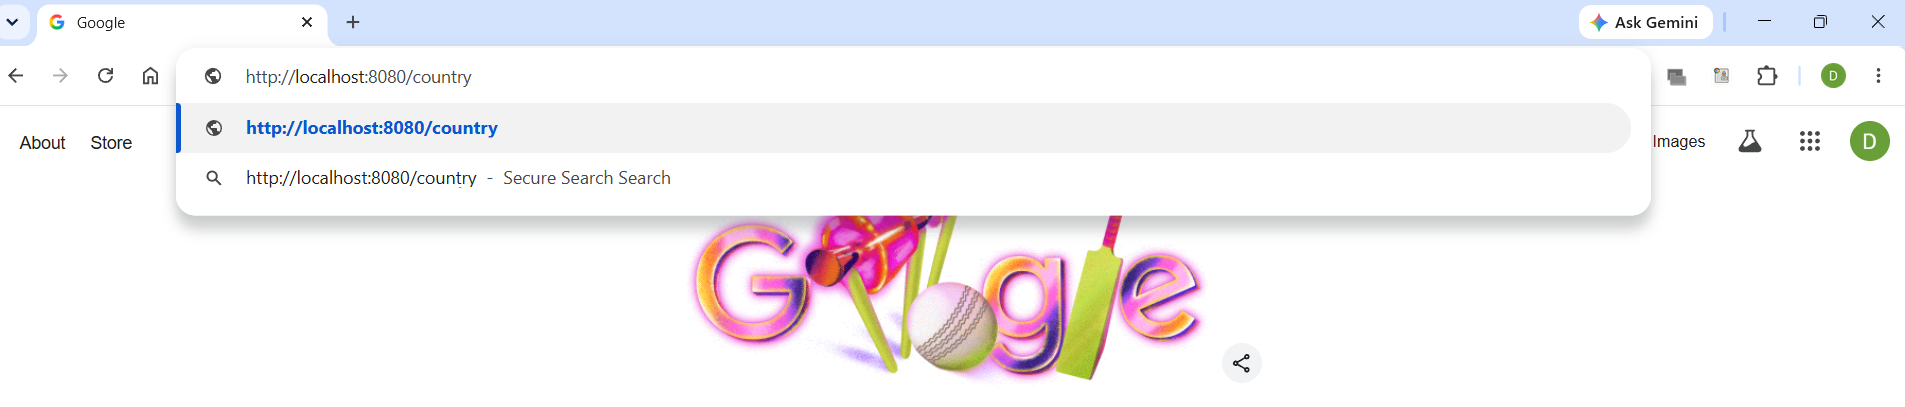 Google
Ask Gemini
http://localhost:8080/country
D
http://localhost:8080/country
About Store
Images
D
http://localhost:8080/country - Secure Search Search
Google